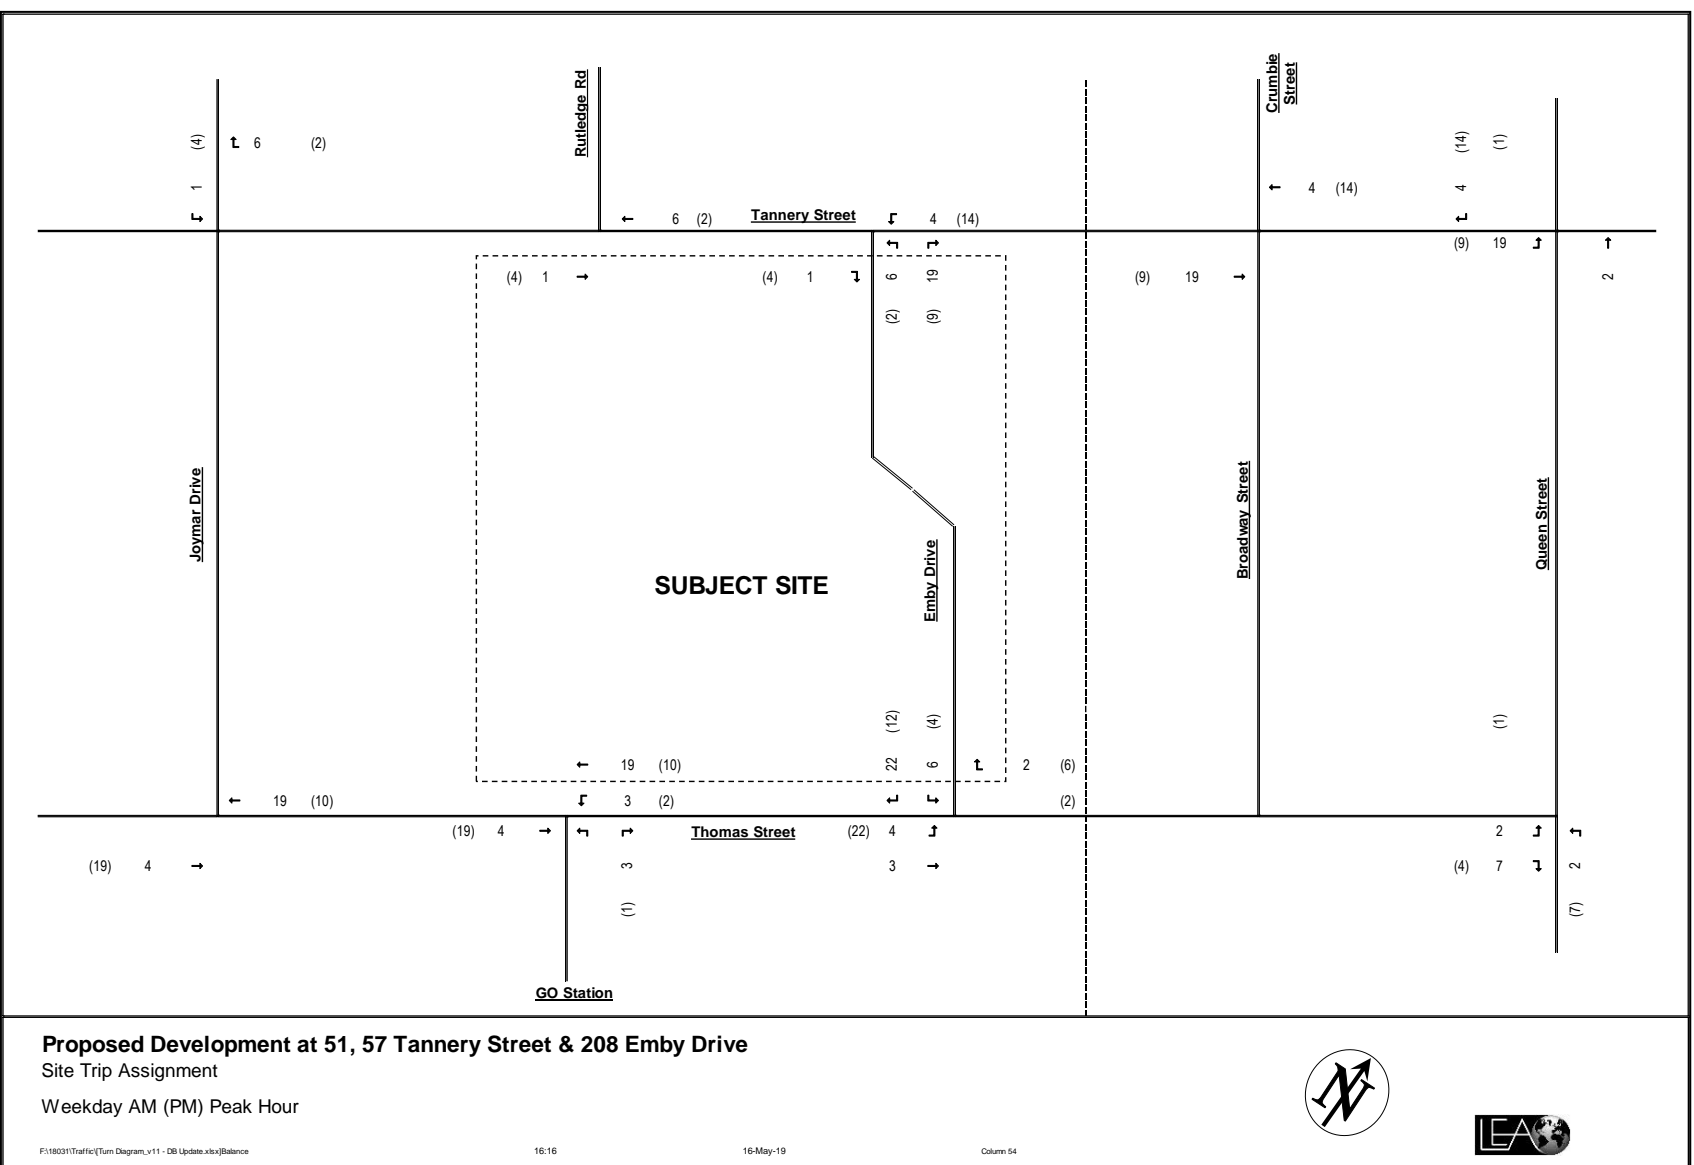 Crumbie
Street
Rutledge Rd
(4)
6 (2)
(14) (1)
1
4 (14)
4
6 (2) Tannery Street 4 (14)
(9) 19
(4) 1 (4) 1 6 19 (9) 19 2
(2) (9)
Joymar Drive
Broadway Street
Queen Street
Emby Drive
SUBJECT SITE
(12) (4) (1)
19 (10) 22 6 2 (6)
19 (10) 3 (2) (2)
(19) 4 Thomas Street (22) 4 2
(19) 4 3 3 (4) 7 2
(1) (7)
GO Station
Proposed Development at 51, 57 Tannery Street & 208 Emby Drive
Site Trip Assignment
Weekday AM (PM) Peak Hour
N
LEA
F:\18031\Traffic\[Turn Diagram_v11 - DB Update.xlsx]Balance 16:16 16-May-19 Column 54